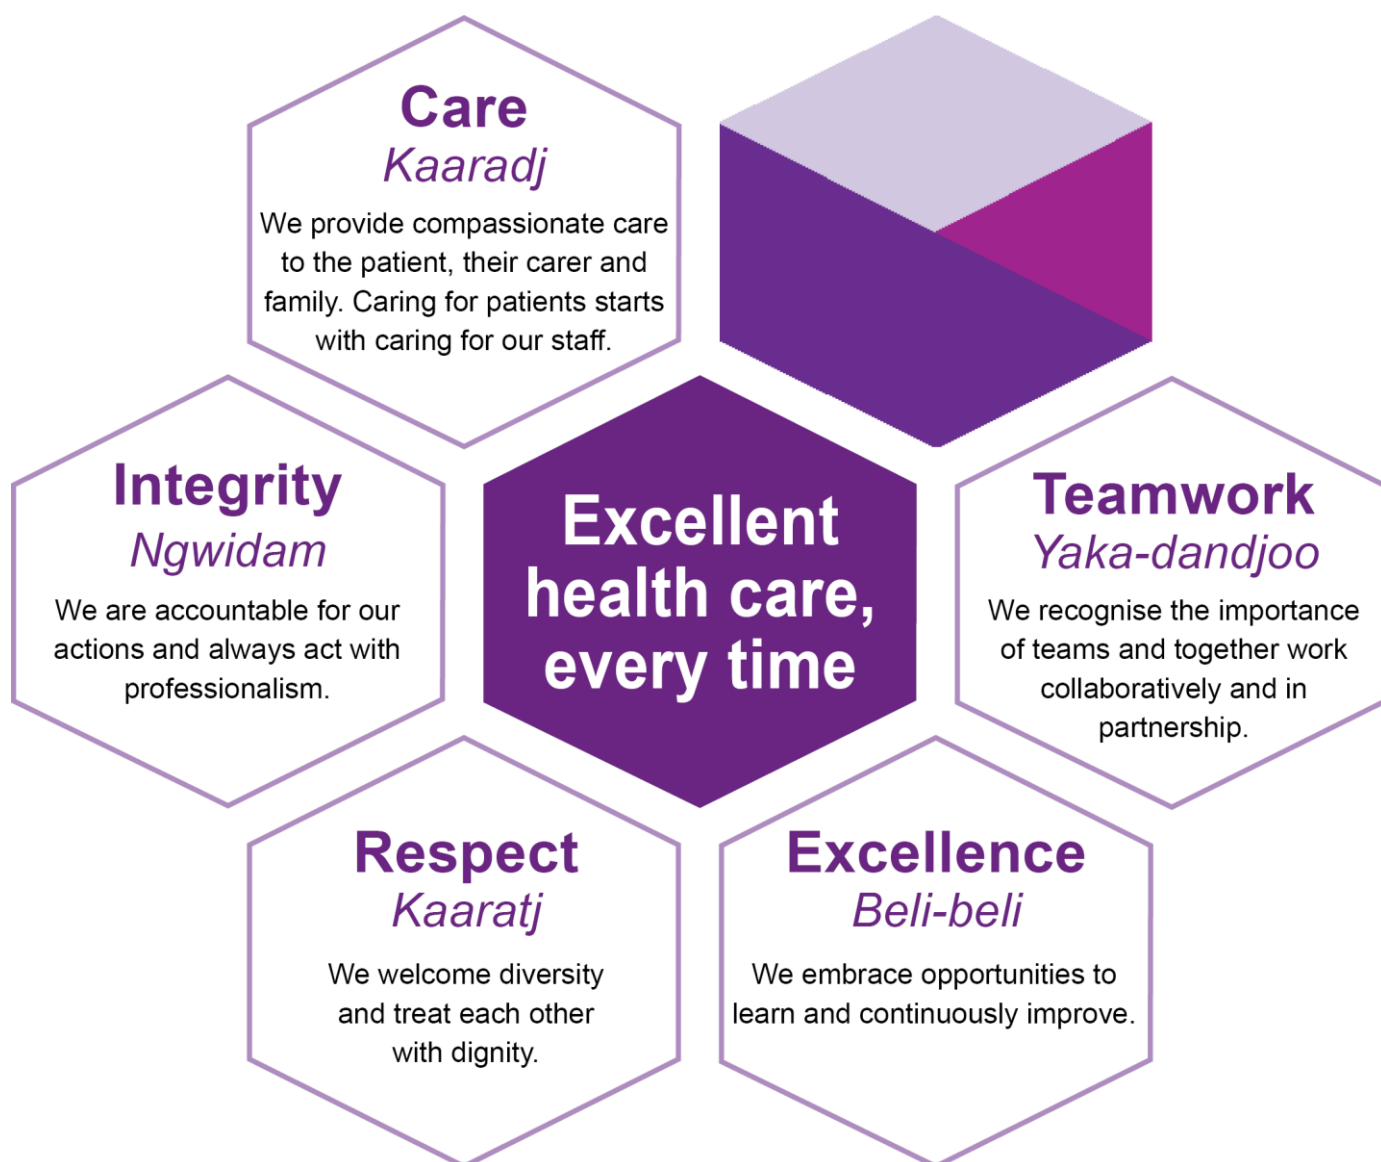 Care
Kaaradj
We provide compassionate care
to the patient, their carer and
family. Caring for patients starts
with caring for our staff.
Integrity
Ngwidam
We are accountable for our
actions and always act with
professionalism.
Excellent
health care,
every time
Teamwork
Yaka-dandjoo
We recognise the importance
of teams and together work
collaboratively and in
partnership.
Respect
Kaaratj
We welcome diversity
and treat each other
with dignity.
Excellence
Beli-beli
We embrace opportunities to
learn and continuously improve.